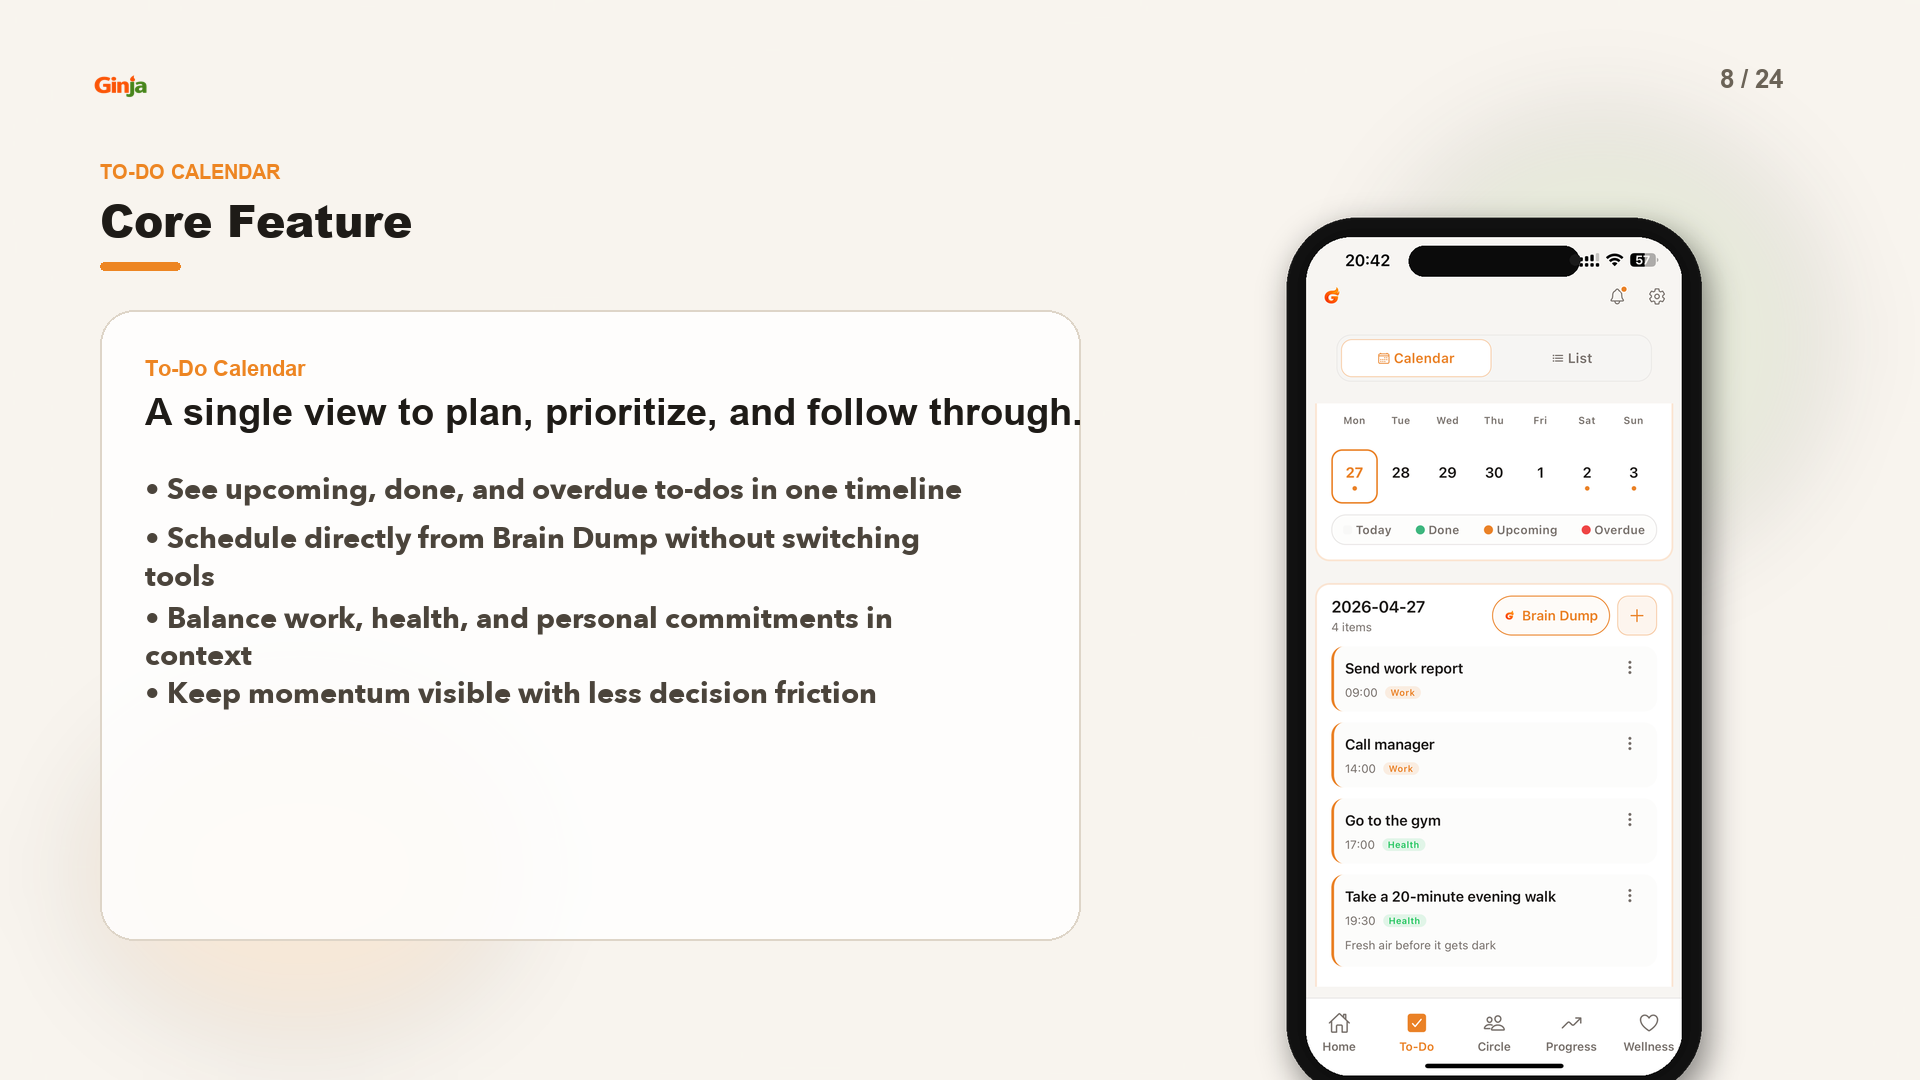 Ginja
8 / 24
TO-DO CALENDAR
Core Feature
To-Do Calendar
A single view to plan, prioritize, and follow through.
• See upcoming, done, and overdue to-dos in one timeline
• Schedule directly from Brain Dump without switching
tools
• Balance work, health, and personal commitments in
context
• Keep momentum visible with less decision friction
20:42
57
Calendar
List
Mon Tue Wed Thu Fri Sat Sun
27 28 29 30 1 2 3
Today Done Upcoming Overdue
2026-04-27
4 items
Brain Dump
+
Send work report
09:00 Work
Call manager
14:00 Work
Go to the gym
17:00 Health
Take a 20-minute evening walk
19:30 Health
Fresh air before it gets dark
Home To-Do Circle Progress Wellness